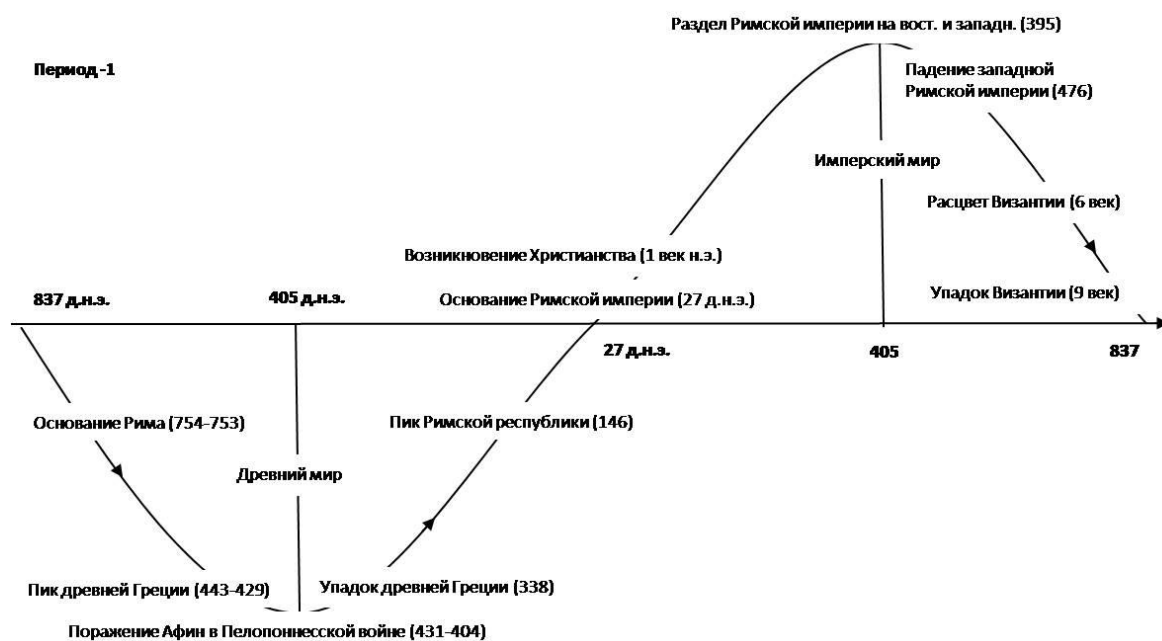 Раздел Римской империи на вост. и западн. (395)
Период -1
Падение западной
Римской империи (476)
Имперский мир
Расцвет Византии (6 век)
Возникновение Христианства (1 век н.э.)
837 д.н.э.
405 д.н.э.
Основание Римской империи (27 д.н.э.)
Упадок Византии (9 век)
27 д.н.э.
405
837
Основание Рима (754-753)
Пик Римской республики (146)
Древний мир
Пик древней Греции (443-429)
Упадок древней Греции (338)
Поражение Афин в Пелопоннесской войне (431-404)